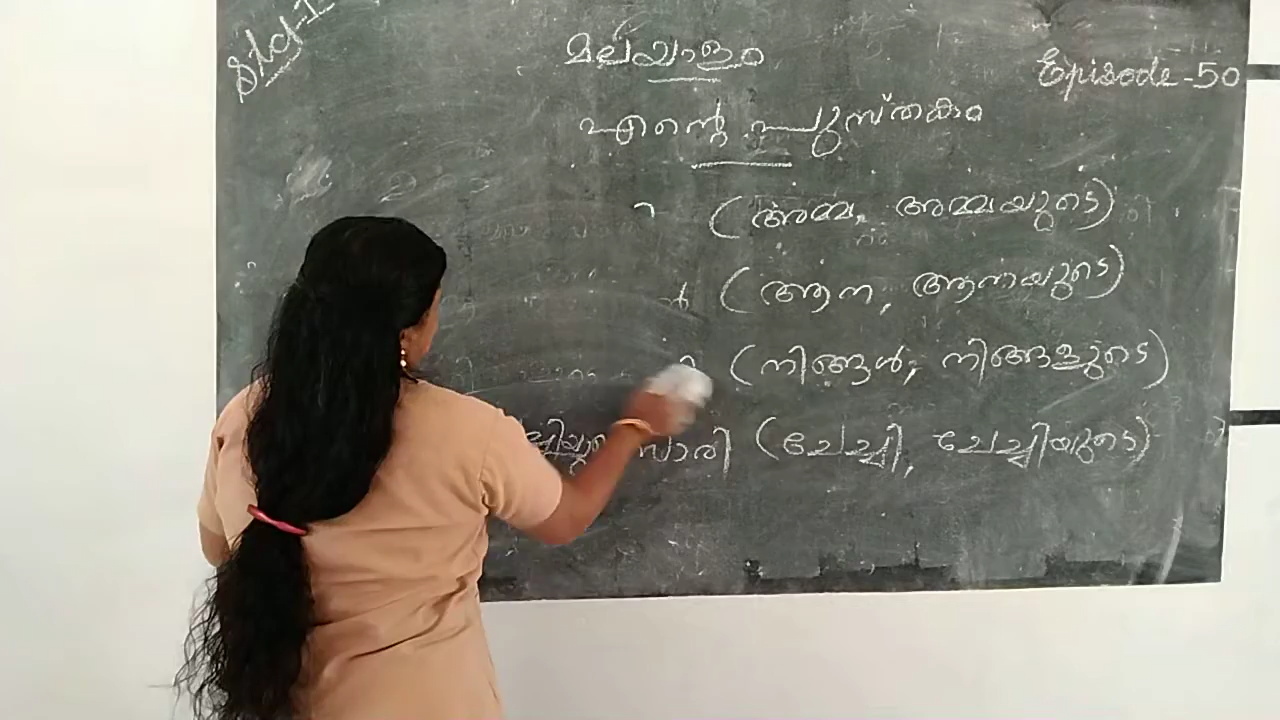 Std-I
മലയാളം
Episode-50
എന്റെ പുസ്തകം
(അമ്മ, അമ്മയുടെ)
(ആന, ആനയുടെ)
(നിങ്ങൾ, നിങ്ങളുടെ)
സാരി (ചേച്ചി, ചേച്ചിയുടെ)